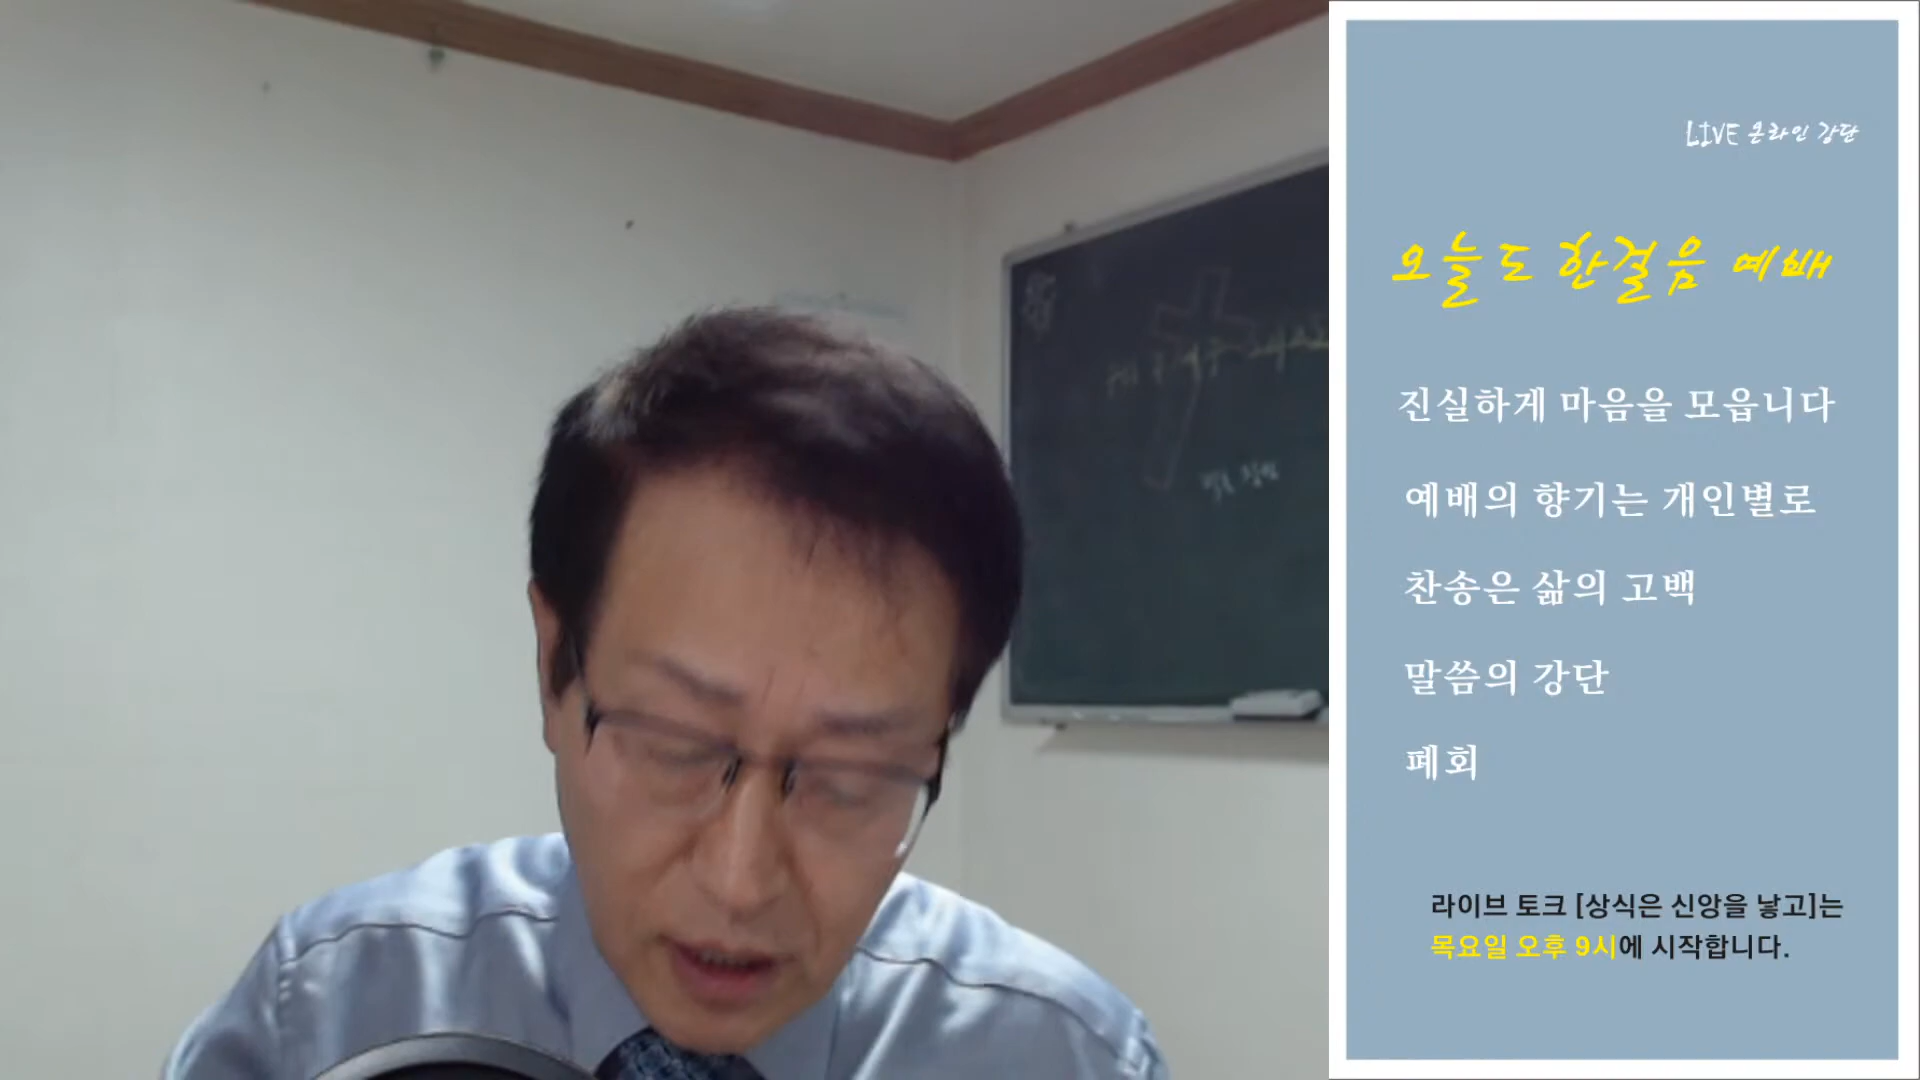 LIVE 온라인 강단
오늘도 한걸음 예배
진실하게 마음을 모읍니다
예배의 향기는 개인별로
찬송은 삶의 고백
말씀의 강단
폐회
라이브 토크 [상식은 신앙을 낳고]는
목요일 오후 9시에 시작합니다.